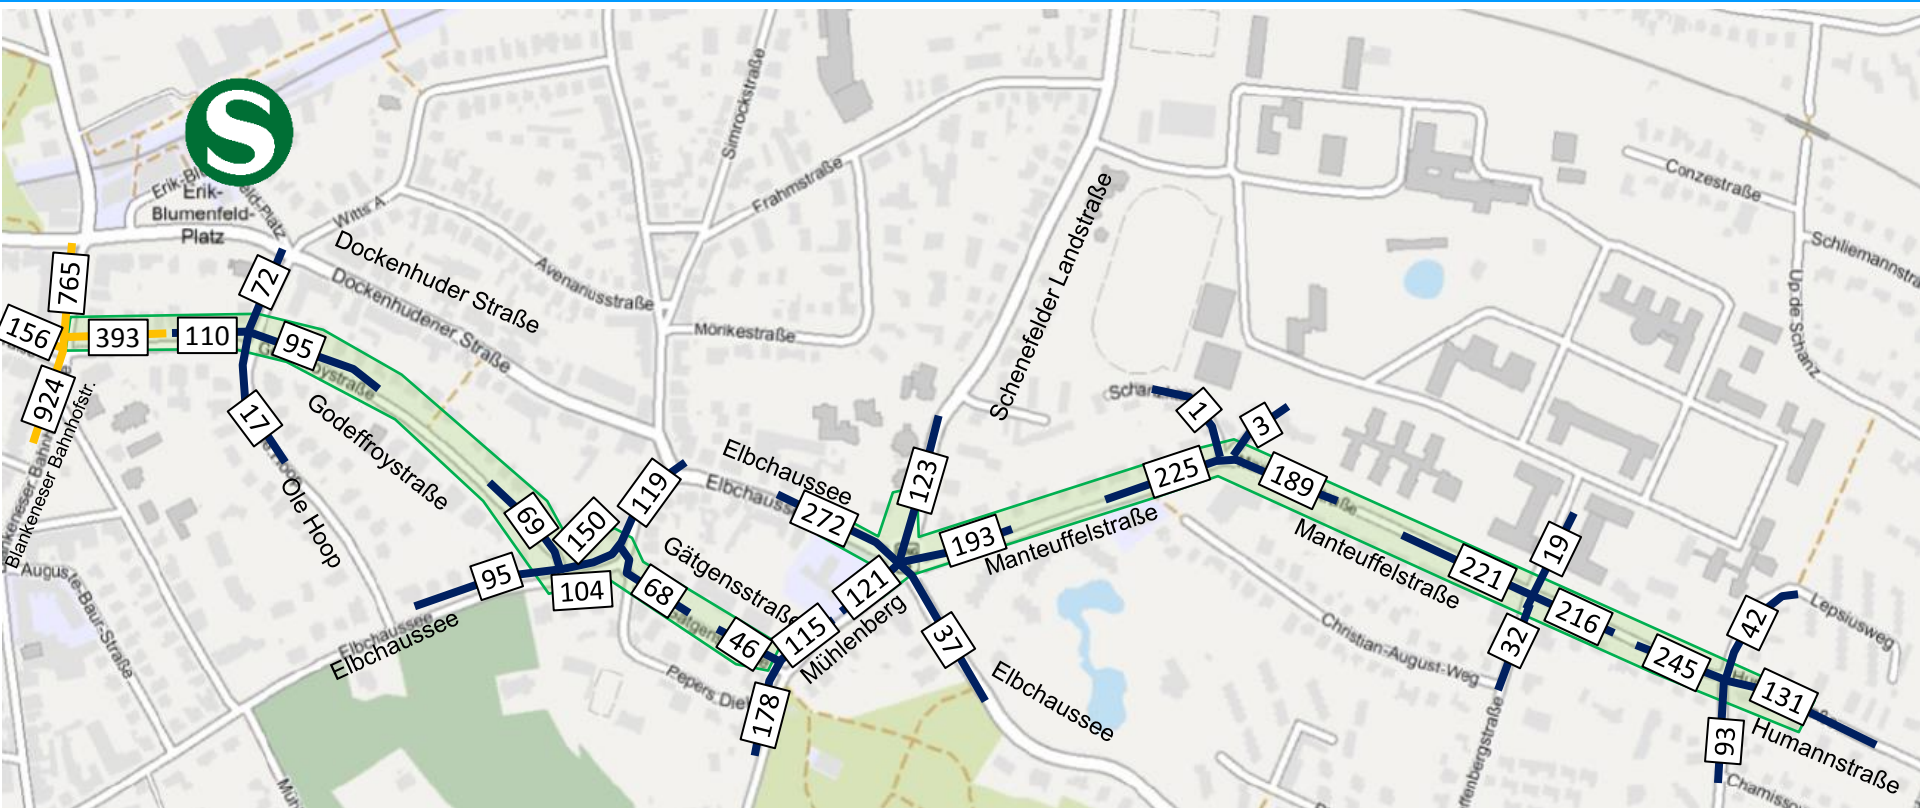 S
Erik-
Blumenfeld-
Platz
Witts A
Dockenhuder Straße
Dockenhudener Straße
Avenariusstraße
Simrockstraße
Frahmstraße
Mörikestraße
Schenefelder Landstraße
Conzestraße
Schliemannstra
Up de Schanz
765
72
156
393
110
95
924
17
Blankeneser Bahnhofstr.
Godeffroystraße
Ole Hoop
69
150
119
95
104
68
Gätgensstraße
46
115
121
Mühlenberg
178
Elbchaussee
Elbchaussee
Auguste-Baur-Straße
Pepers Diek
Elbchaussee
272
123
193
37
Elbchaussee
Manteuffelstraße
225
1
3
189
Manteuffelstraße
221
19
216
32
245
42
131
93
Humannstraße
Christian-August-Weg
Lepsiusweg